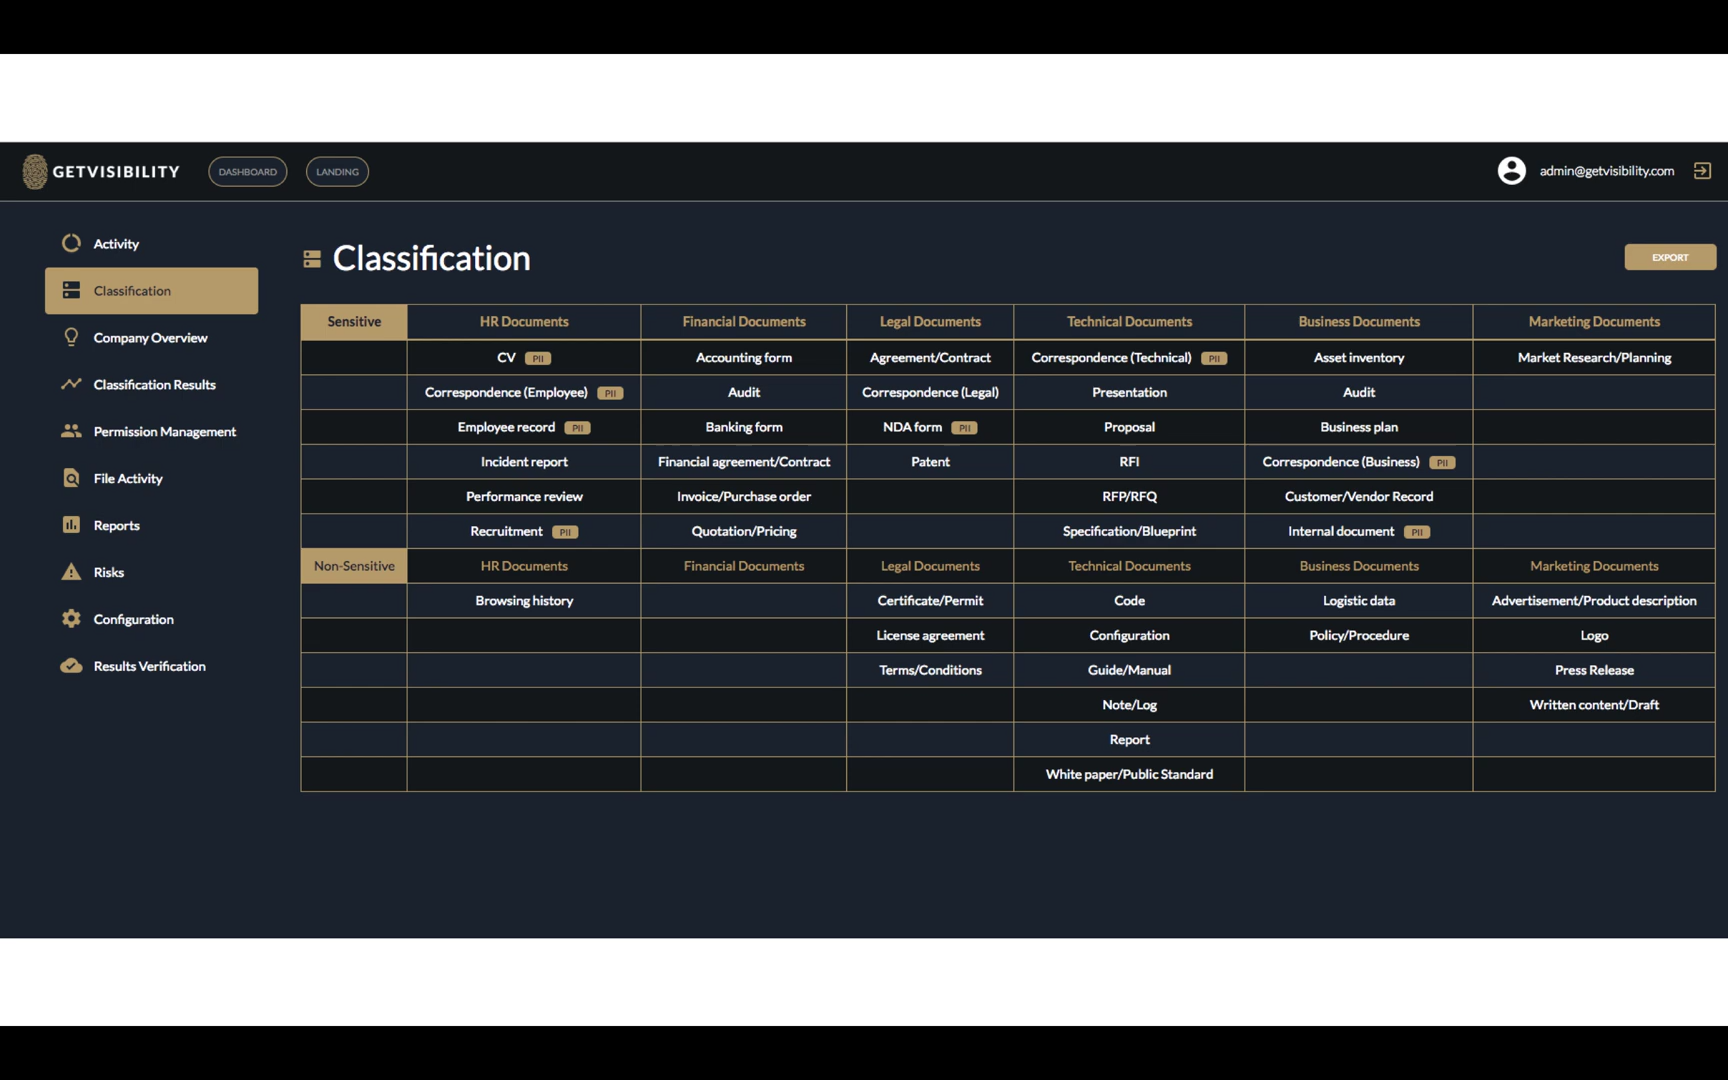 GETVISIBILITY DASHBOARD LANDING admin@getvisibility.com
Activity
Classification
Company Overview
Classification Results
Permission Management
File Activity
Reports
Risks
Configuration
Results Verification
Classification EXPORT
Sensitive HR Documents Financial Documents Legal Documents Technical Documents Business Documents Marketing Documents
CV PII Accounting form Agreement/Contract Correspondence (Technical) PII Asset inventory Market Research/Planning
Correspondence (Employee) PII Audit Correspondence (Legal) Presentation Audit
Employee record PII Banking form NDA form PII Proposal Business plan
Incident report Financial agreement/Contract Patent RFI Correspondence (Business) PII
Performance review Invoice/Purchase order RFP/RFQ Customer/Vendor Record
Recruitment PII Quotation/Pricing Specification/Blueprint Internal document PII
Non-Sensitive HR Documents Financial Documents Legal Documents Technical Documents Business Documents Marketing Documents
Browsing history Certificate/Permit Code Logistic data Advertisement/Product description
License agreement Configuration Policy/Procedure Logo
Terms/Conditions Guide/Manual Press Release
Note/Log Written content/Draft
Report
White paper/Public Standard